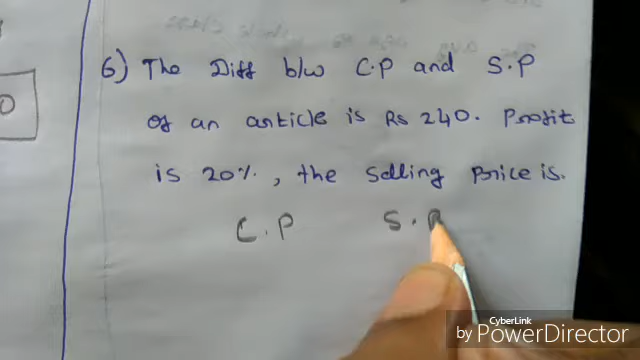 6) The Diff b/w C.P and S.P
of an article is Rs 240. Profit
is 20%, the selling Price is.
C.P S.P
0
CyberLink
by PowerDirector